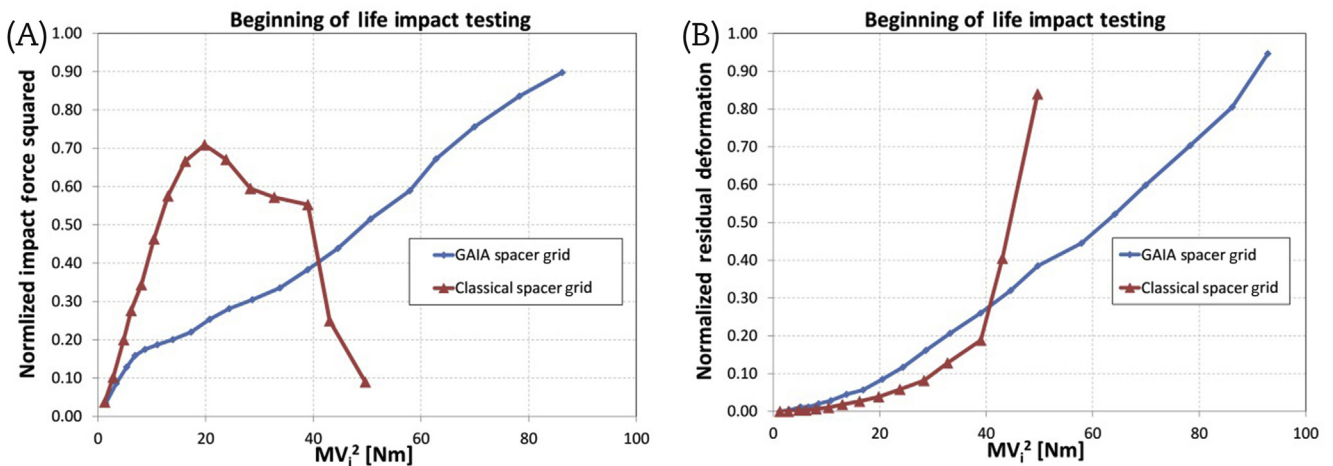 (A)
Beginning of life impact testing
Normlized impact force squared
1.00
0.90
0.80
0.70
0.60
0.50
0.40
0.30
0.20
0.10
0.00
GAIA spacer grid
Classical spacer grid
0 20 40 60 80 100
MVi² [Nm]
(B)
Beginning of life impact testing
Normalized residual deformation
1.00
0.90
0.80
0.70
0.60
0.50
0.40
0.30
0.20
0.10
0.00
GAIA spacer grid
Classical spacer grid
0 20 40 60 80 100
MVi² [Nm]